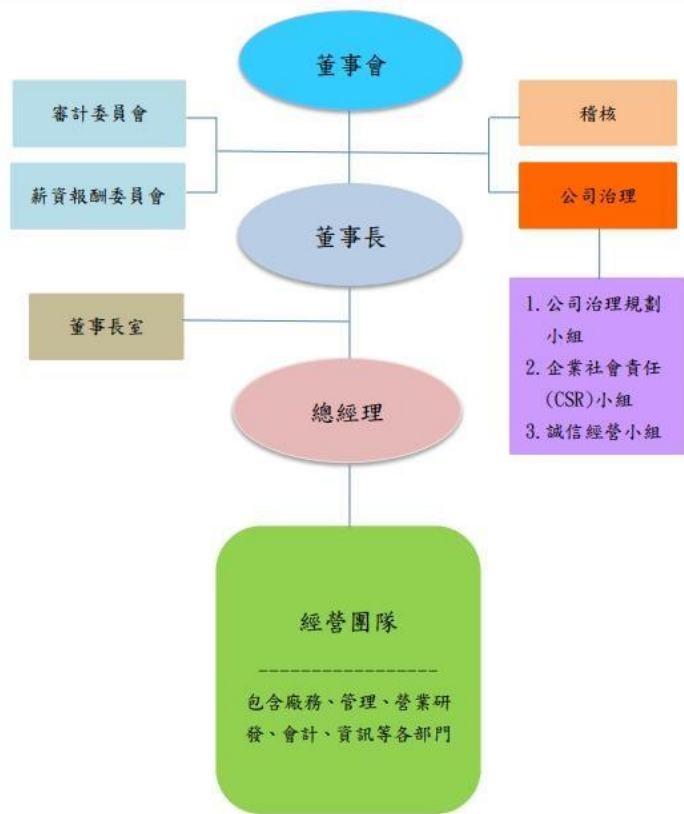 董事會
審計委員會
稽核
薪資報酬委員會
公司治理
董事長
董事長室
1. 公司治理規劃
小組
2. 企業社會責任
(CSR)小組
3. 誠信經營小組
總經理
經營團隊
-----------------
包含廠務、管理、營業研
發、會計、資訊等各部門